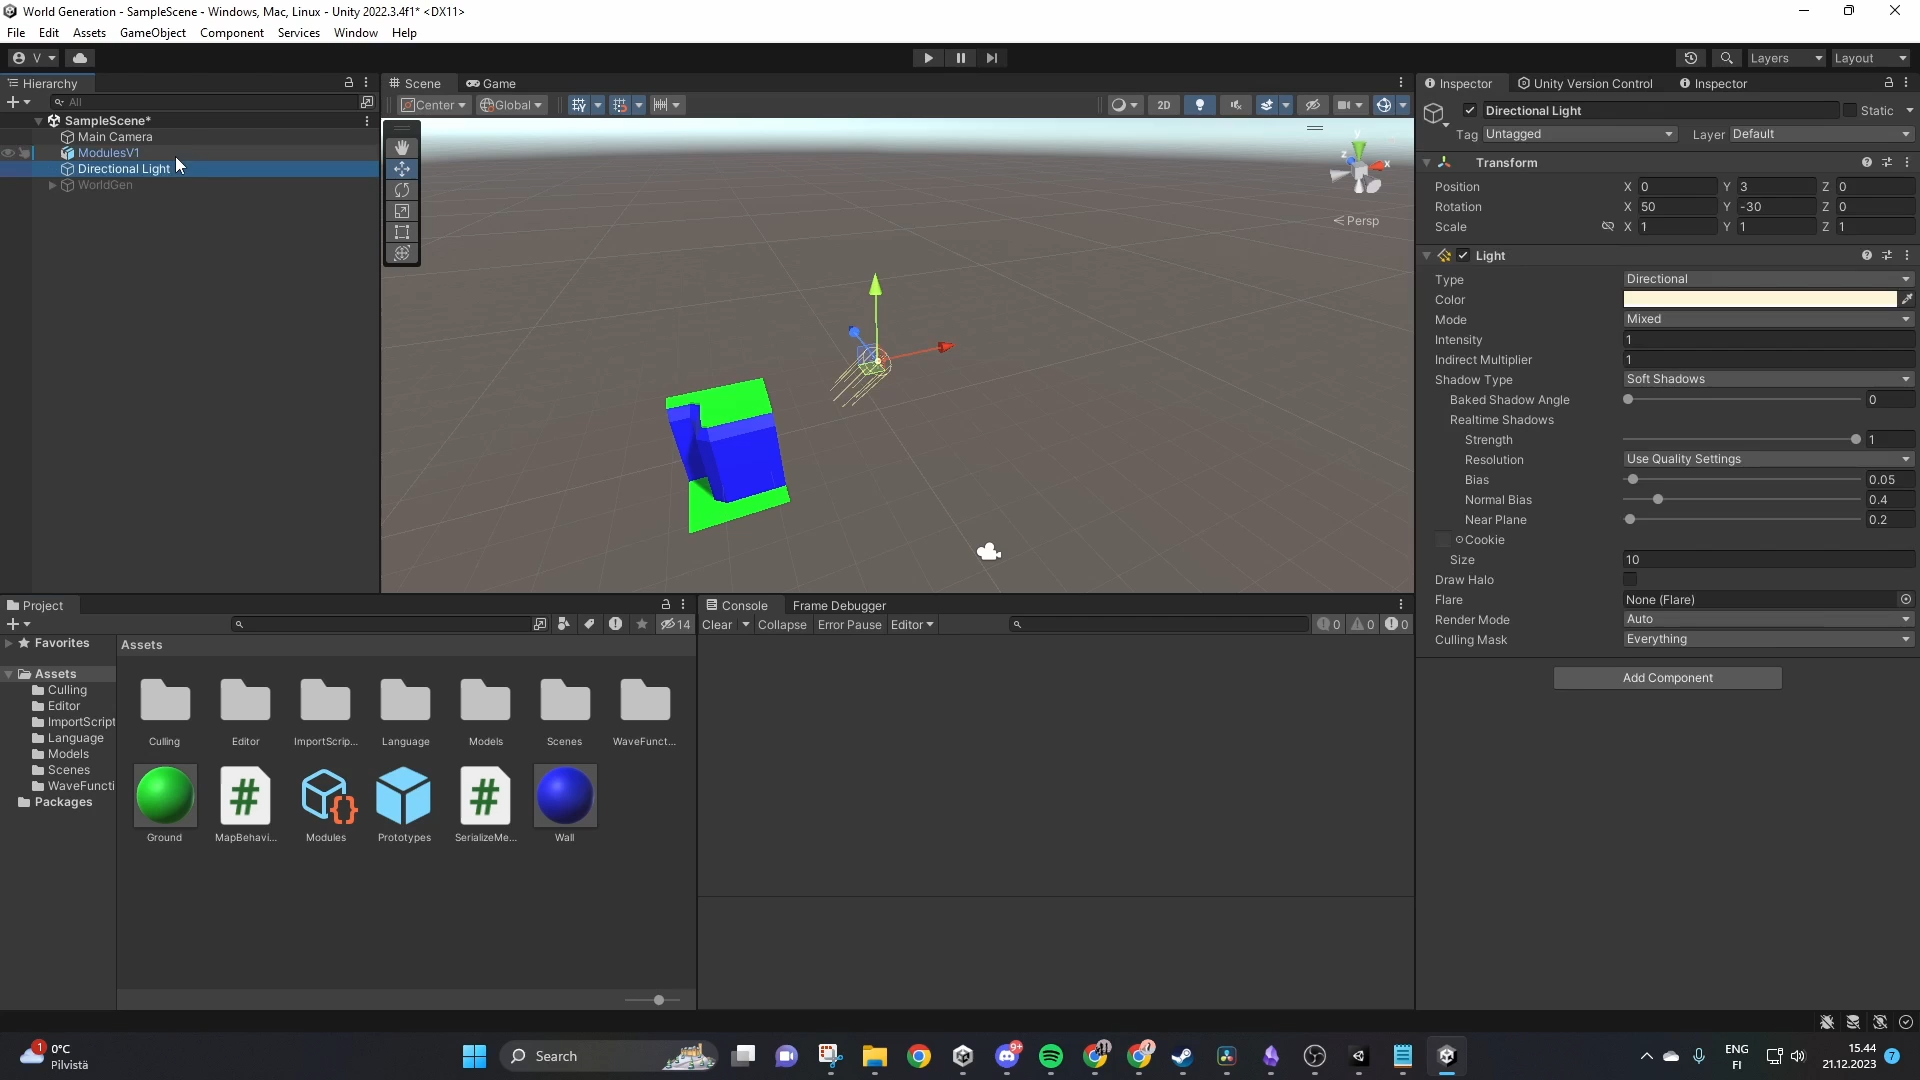 World Generation - SampleScene - Windows, Mac, Linux - Unity 2022.3.4f1* <DX11>
File Edit Assets GameObject Component Services Window Help
V
Layers Layout
Hierarchy
All
SampleScene*
Main Camera
ModulesV1
Directional Light
WorldGen
Scene Game
Center Global 2D
y
x
z
Persp
Inspector Unity Version Control Inspector
Directional Light Static
Tag Untagged Layer Default
Transform
Position X 0 Y 3 Z 0
Rotation X 50 Y -30 Z 0
Scale X 1 Y 1 Z 1
Light
Type Directional
Color
Mode Mixed
Intensity 1
Indirect Multiplier 1
Shadow Type Soft Shadows
Baked Shadow Angle 0
Realtime Shadows
Strength 1
Resolution Use Quality Settings
Bias 0.05
Normal Bias 0.4
Near Plane 0.2
Cookie
Size 10
Draw Halo
Flare None (Flare)
Render Mode Auto
Culling Mask Everything
Add Component
Project
14
Favorites
Assets
Culling
Editor
ImportScript
Language
Models
Scenes
WaveFuncti
Packages
Assets
Culling Editor ImportScrip... Language Models Scenes WaveFunct...
Ground MapBehavi... Modules Prototypes SerializeMe... Wall
Console Frame Debugger
Clear Collapse Error Pause Editor 0 0 0
1 0°C
Pilvistä
Search
9+
ENG
FI
15.44
21.12.2023
7